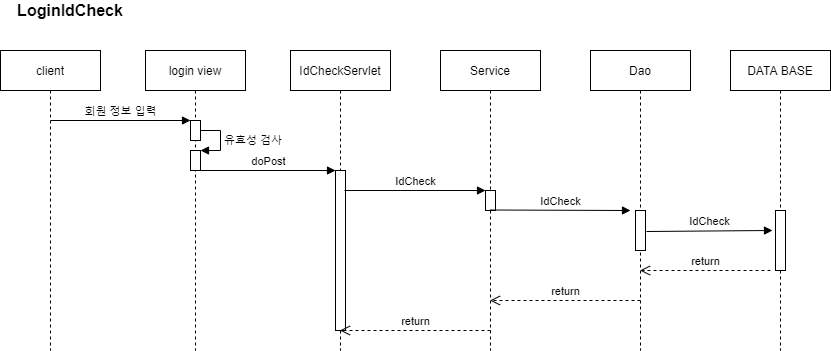 LoginIdCheck
client
login view
IdCheckServlet
Service
Dao
DATA BASE
회원 정보 입력
유효성 검사
doPost
IdCheck
IdCheck
IdCheck
return
return
return